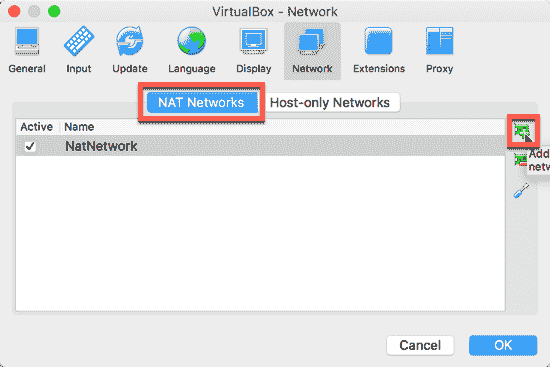 VirtualBox - Network
General Input Update Language Display Network Extensions Proxy
NAT Networks Host-only Networks
Active Name
NatNetwork
Add
netw
Cancel OK